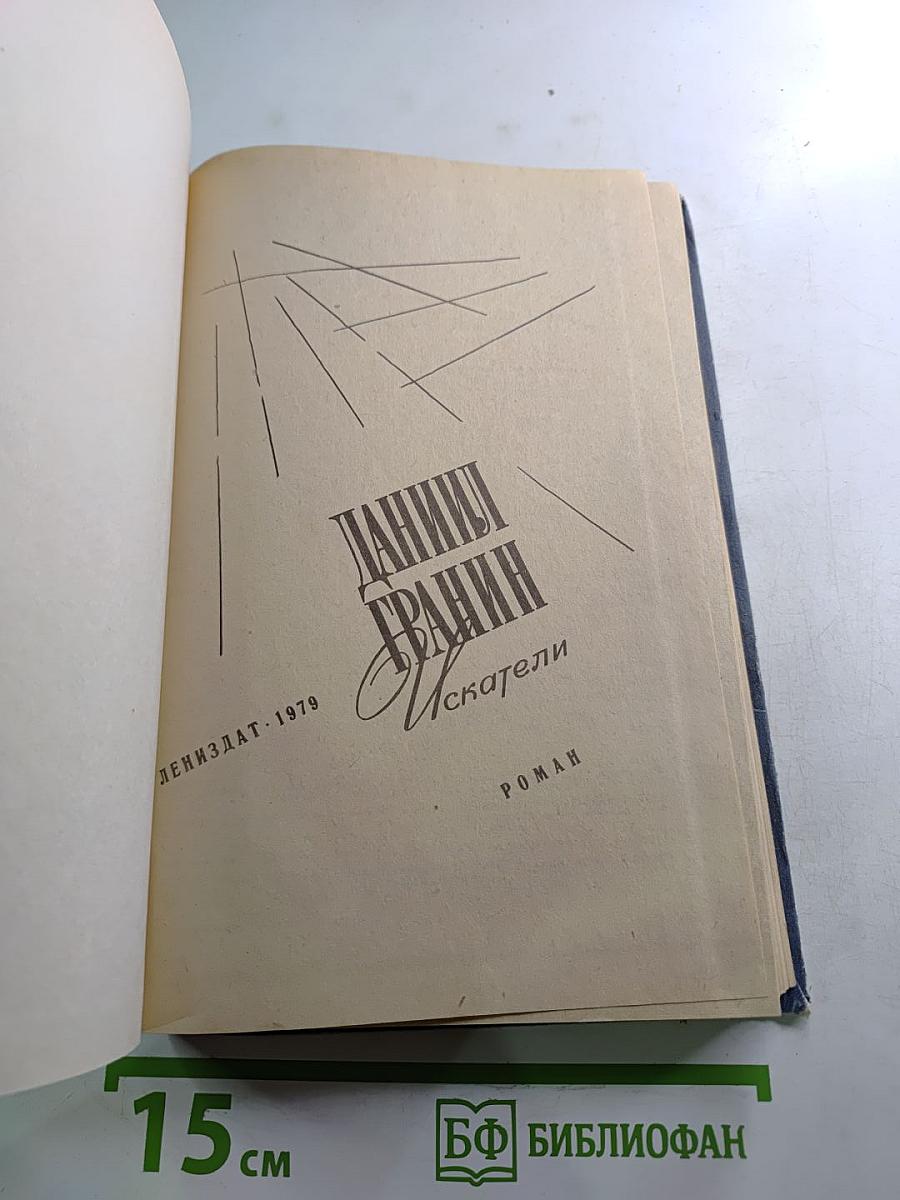 ДАНИИЛ
ГРАНИН
Искатели
ЛЕНИЗДАТ · 1979
РОМАН
15 см
БФ БИБЛИОФАН